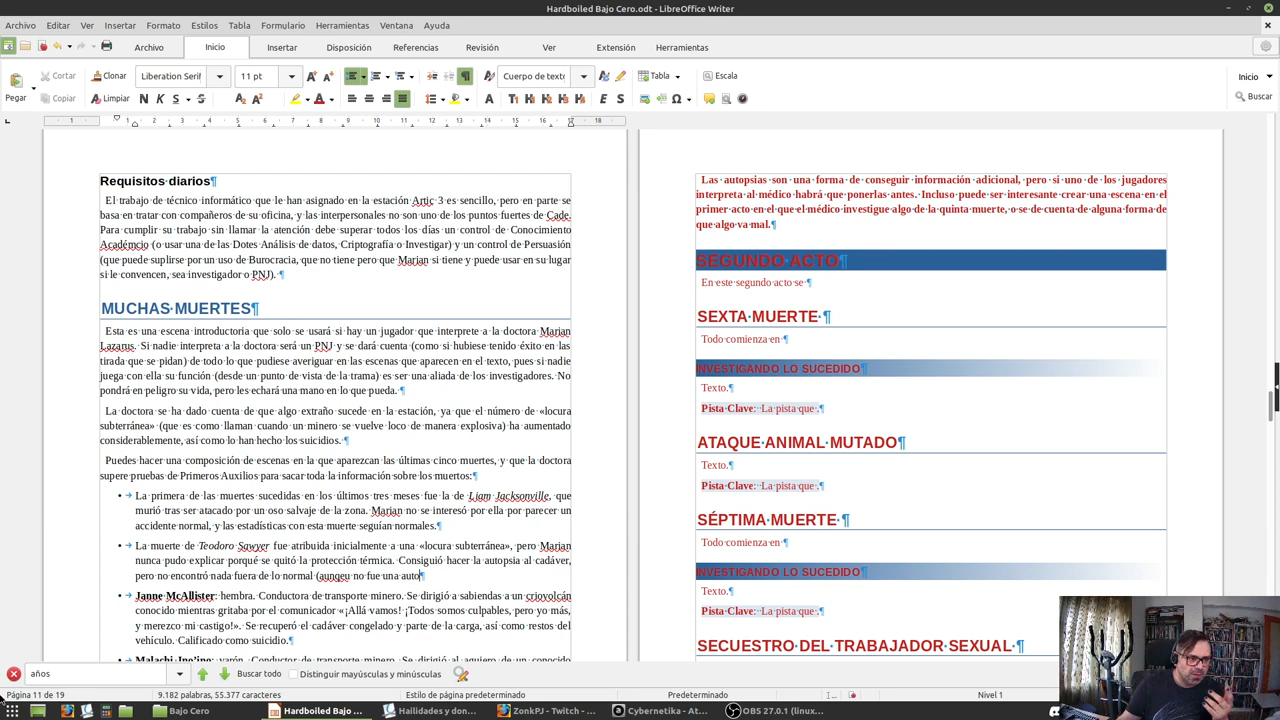 Hardboiled Bajo Cero.odt - LibreOffice Writer
Archivo Editar Ver Insertar Formato Estilos Tabla Formulario Herramientas Ventana Ayuda
Archivo Inicio Insertar Disposición Referencias Revisión Ver Extensión Herramientas
Pegar Cortar Clonar Liberation Serif 11 pt Cuerpo de texto Tabla Escala Inicio
Copiar Limpiar Buscar
Requisitos diarios¶
El trabajo de técnico informático que le han asignado en la estación Artic 3 es sencillo, pero en parte se
basa en tratar con compañeros de su oficina, y las interpersonales no son uno de los puntos fuertes de Cade.
Para cumplir su trabajo sin llamar la atención debe superar todos los días un control de Conocimiento
Académcio (o usar una de las Dotes Análisis de datos, Criptografía o Investigar) y un control de Persuasión
(que puede suplirse por un uso de Burocracia, que no tiene pero que Marian si tiene y puede usar en su lugar
si le convencen, sea investigador o PNJ). ¶
MUCHAS MUERTES¶
Esta es una escena introductoria que solo se usará si hay un jugador que interprete a la doctora Marian
Lazarus. Si nadie interpreta a la doctora será un PNJ y se dará cuenta (como si hubiese tenido éxito en las
tirada que se pidan) de todo lo que pudiese averiguar en las escenas que aparecen en el texto, pues si nadie
juega con ella su función (desde un punto de vista de la trama) es ser una aliada de los investigadores. No
pondrá en peligro su vida, pero les echará una mano en lo que pueda. ¶
La doctora se ha dado cuenta de que algo extraño sucede en la estación, ya que el número de «locura
subterránea» (que es como llaman cuando un minero se vuelve loco de manera explosiva) ha aumentado
considerablemente, así como lo han hecho los suicidios. ¶
Puedes hacer una composición de escenas en la que aparezcan las últimas cinco muertes, y que la doctora
supere pruebas de Primeros Auxilios para sacar toda la información sobre los muertos:¶
• La primera de las muertes sucedidas en los últimos tres meses fue la de Liam Jacksonville, que
murió tras ser atacado por un oso salvaje de la zona. Marian no se interesó por ella por parecer un
accidente normal, y las estadísticas con esta muerte seguían normales.¶
• La muerte de Teodoro Sawyer fue atribuida inicialmente a una «locura subterránea», pero Marian
nunca pudo explicar porqué se quitó la protección térmica. Consiguió hacer la autopsia al cadáver,
pero no encontró nada fuera de lo normal (aunqeu no fue una auto¶
• Janne McAllister: hembra. Conductora de transporte minero. Se dirigió a sabiendas a un criovolcán
conocido mientras gritaba por el comunicador «¡Allá vamos! ¡Todos somos culpables, pero yo más,
y merezco mi castigo!». Se recuperó el cadáver congelado y parte de la carga, así como restos del
vehículo. Calificado como suicidio.¶
• Malachi Ino'ino: varón. Conductor de transporte minero. Se dirigió al agujero de un conocido
Las autopsias son una forma de conseguir información adicional, pero si uno de los jugadores
interpreta al médico habrá que ponerlas antes. Incluso puede ser interesante crear una escena en el
primer acto en el que el médico investigue algo de la quinta muerte, o se de cuenta de alguna forma de
que algo va mal.¶
SEGUNDO ACTO¶
En este segundo acto se ¶
SEXTA MUERTE ¶
Todo comienza en ¶
INVESTIGANDO LO SUCEDIDO¶
Texto.¶
Pista Clave: La pista que .¶
ATAQUE ANIMAL MUTADO¶
Texto.¶
Pista Clave: La pista que .¶
SÉPTIMA MUERTE ¶
Todo comienza en ¶
INVESTIGANDO LO SUCEDIDO¶
Texto.¶
Pista Clave: La pista que .¶
SECUESTRO DEL TRABAJADOR SEXUAL ¶
años Buscar todo Distinguir mayúsculas y minúsculas
Página 11 de 19 9.182 palabras, 55.377 caracteres Estilo de página predeterminado Predeterminado Nivel 1
Bajo Cero Hardboiled Bajo ... Hailidades y don... ZonkPJ - Twitch - ... Cybernetika - At... OBS 27.0.1 (linux...